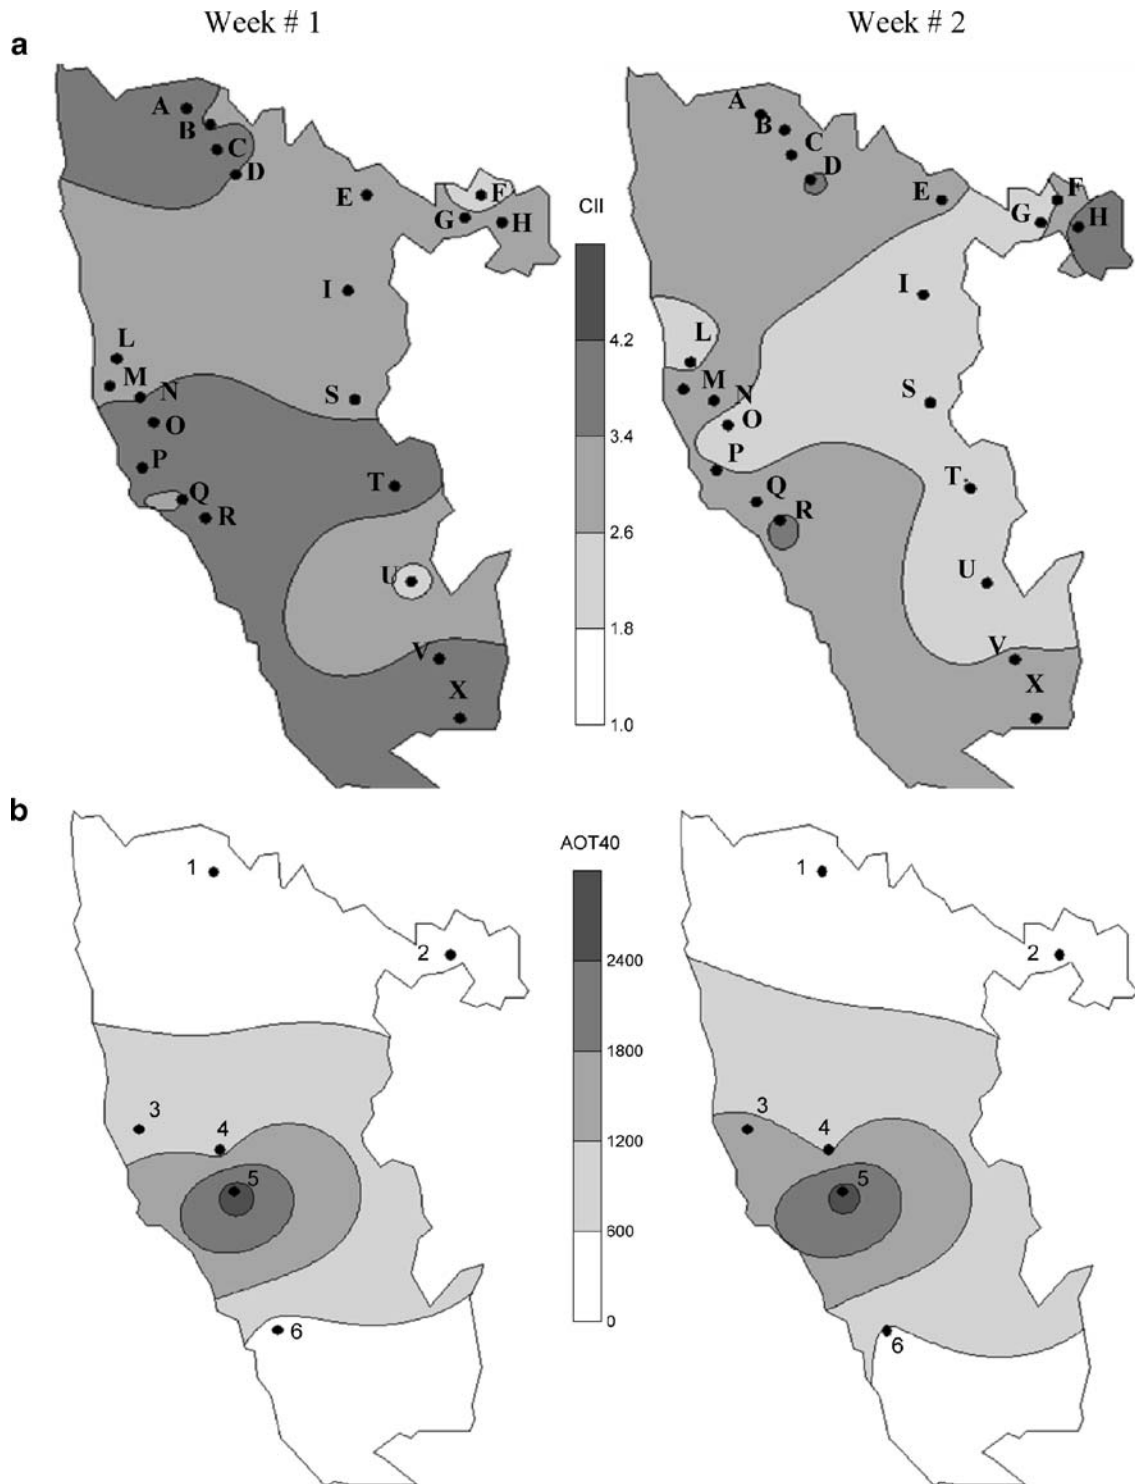 Week # 1
Week # 2
a
A
B
C
D
E
F
G
H
I
L
M
N
O
P
Q
R
S
T
U
V
X
CII
4.2
3.4
2.6
1.8
1.0
A
B
C
D
E
F
G
H
I
L
M
N
O
P
Q
R
S
T
U
V
X
b
1
2
3
4
5
6
AOT40
2400
1800
1200
600
0
1
2
3
4
5
6